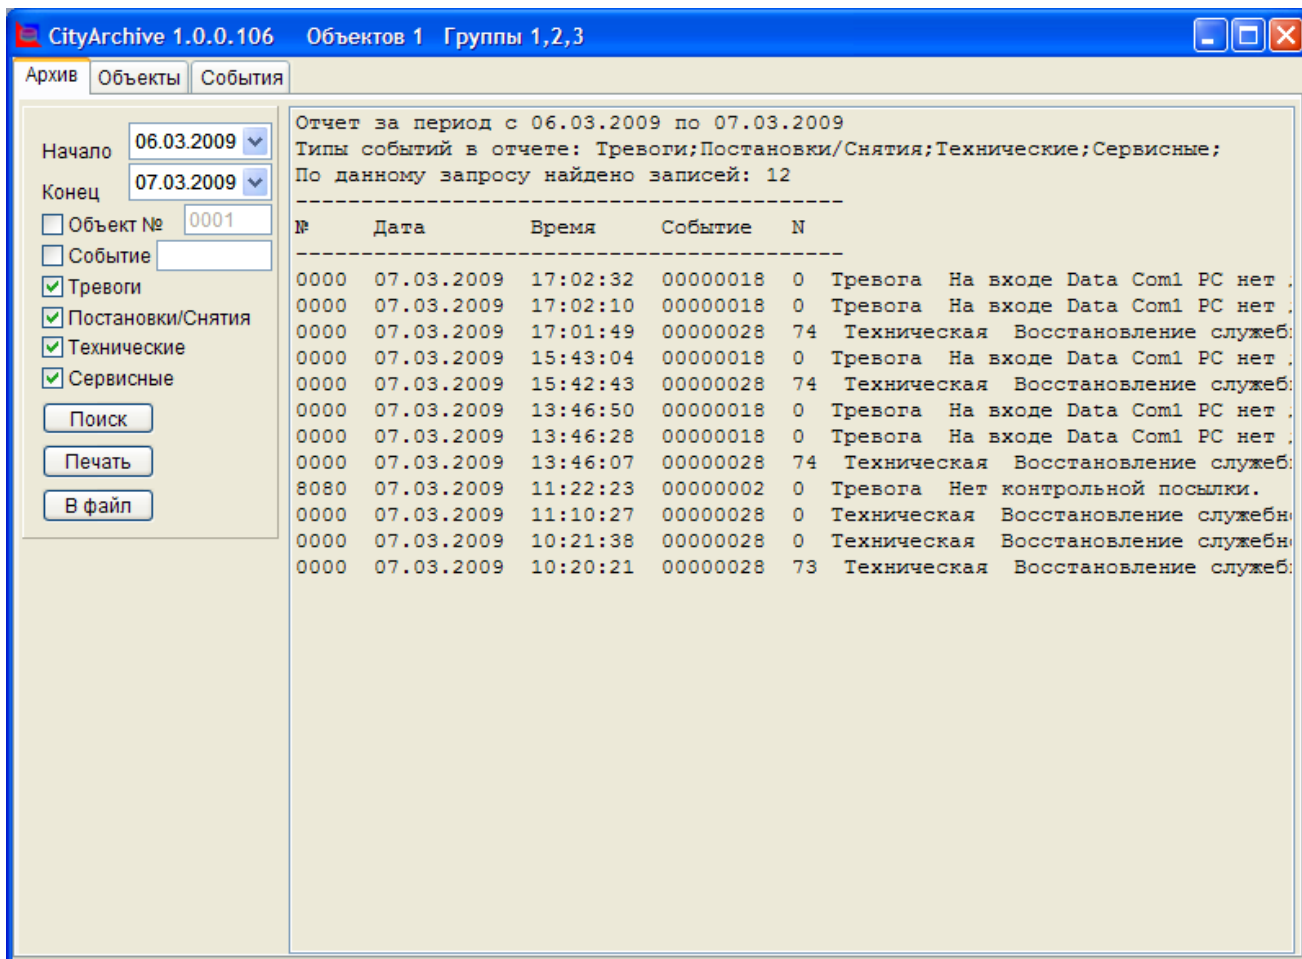 CityArchive 1.0.0.106 Объектов 1 Группы 1,2,3
Архив Объекты События
Начало 06.03.2009
Конец 07.03.2009
Объект № 0001
Событие
Тревоги
Постановки/Снятия
Технические
Сервисные
Поиск
Печать
В файл
Отчет за период с 06.03.2009 по 07.03.2009
Типы событий в отчете: Тревоги;Постановки/Снятия;Технические;Сервисные;
По данному запросу найдено записей: 12
------------------------------------------
№ Дата Время Событие N
------------------------------------------
0000 07.03.2009 17:02:32 00000018 0 Тревога На входе Data Com1 PC нет
0000 07.03.2009 17:02:10 00000018 0 Тревога На входе Data Com1 PC нет
0000 07.03.2009 17:01:49 00000028 74 Техническая Восстановление служеб
0000 07.03.2009 15:43:04 00000018 0 Тревога На входе Data Com1 PC нет
0000 07.03.2009 15:42:43 00000028 74 Техническая Восстановление служеб
0000 07.03.2009 13:46:50 00000018 0 Тревога На входе Data Com1 PC нет
0000 07.03.2009 13:46:28 00000018 0 Тревога На входе Data Com1 PC нет
0000 07.03.2009 13:46:07 00000028 74 Техническая Восстановление служеб
8080 07.03.2009 11:22:23 00000002 0 Тревога Нет контрольной посылки.
0000 07.03.2009 11:10:27 00000028 0 Техническая Восстановление служебн
0000 07.03.2009 10:21:38 00000028 0 Техническая Восстановление служебн
0000 07.03.2009 10:20:21 00000028 73 Техническая Восстановление служеб